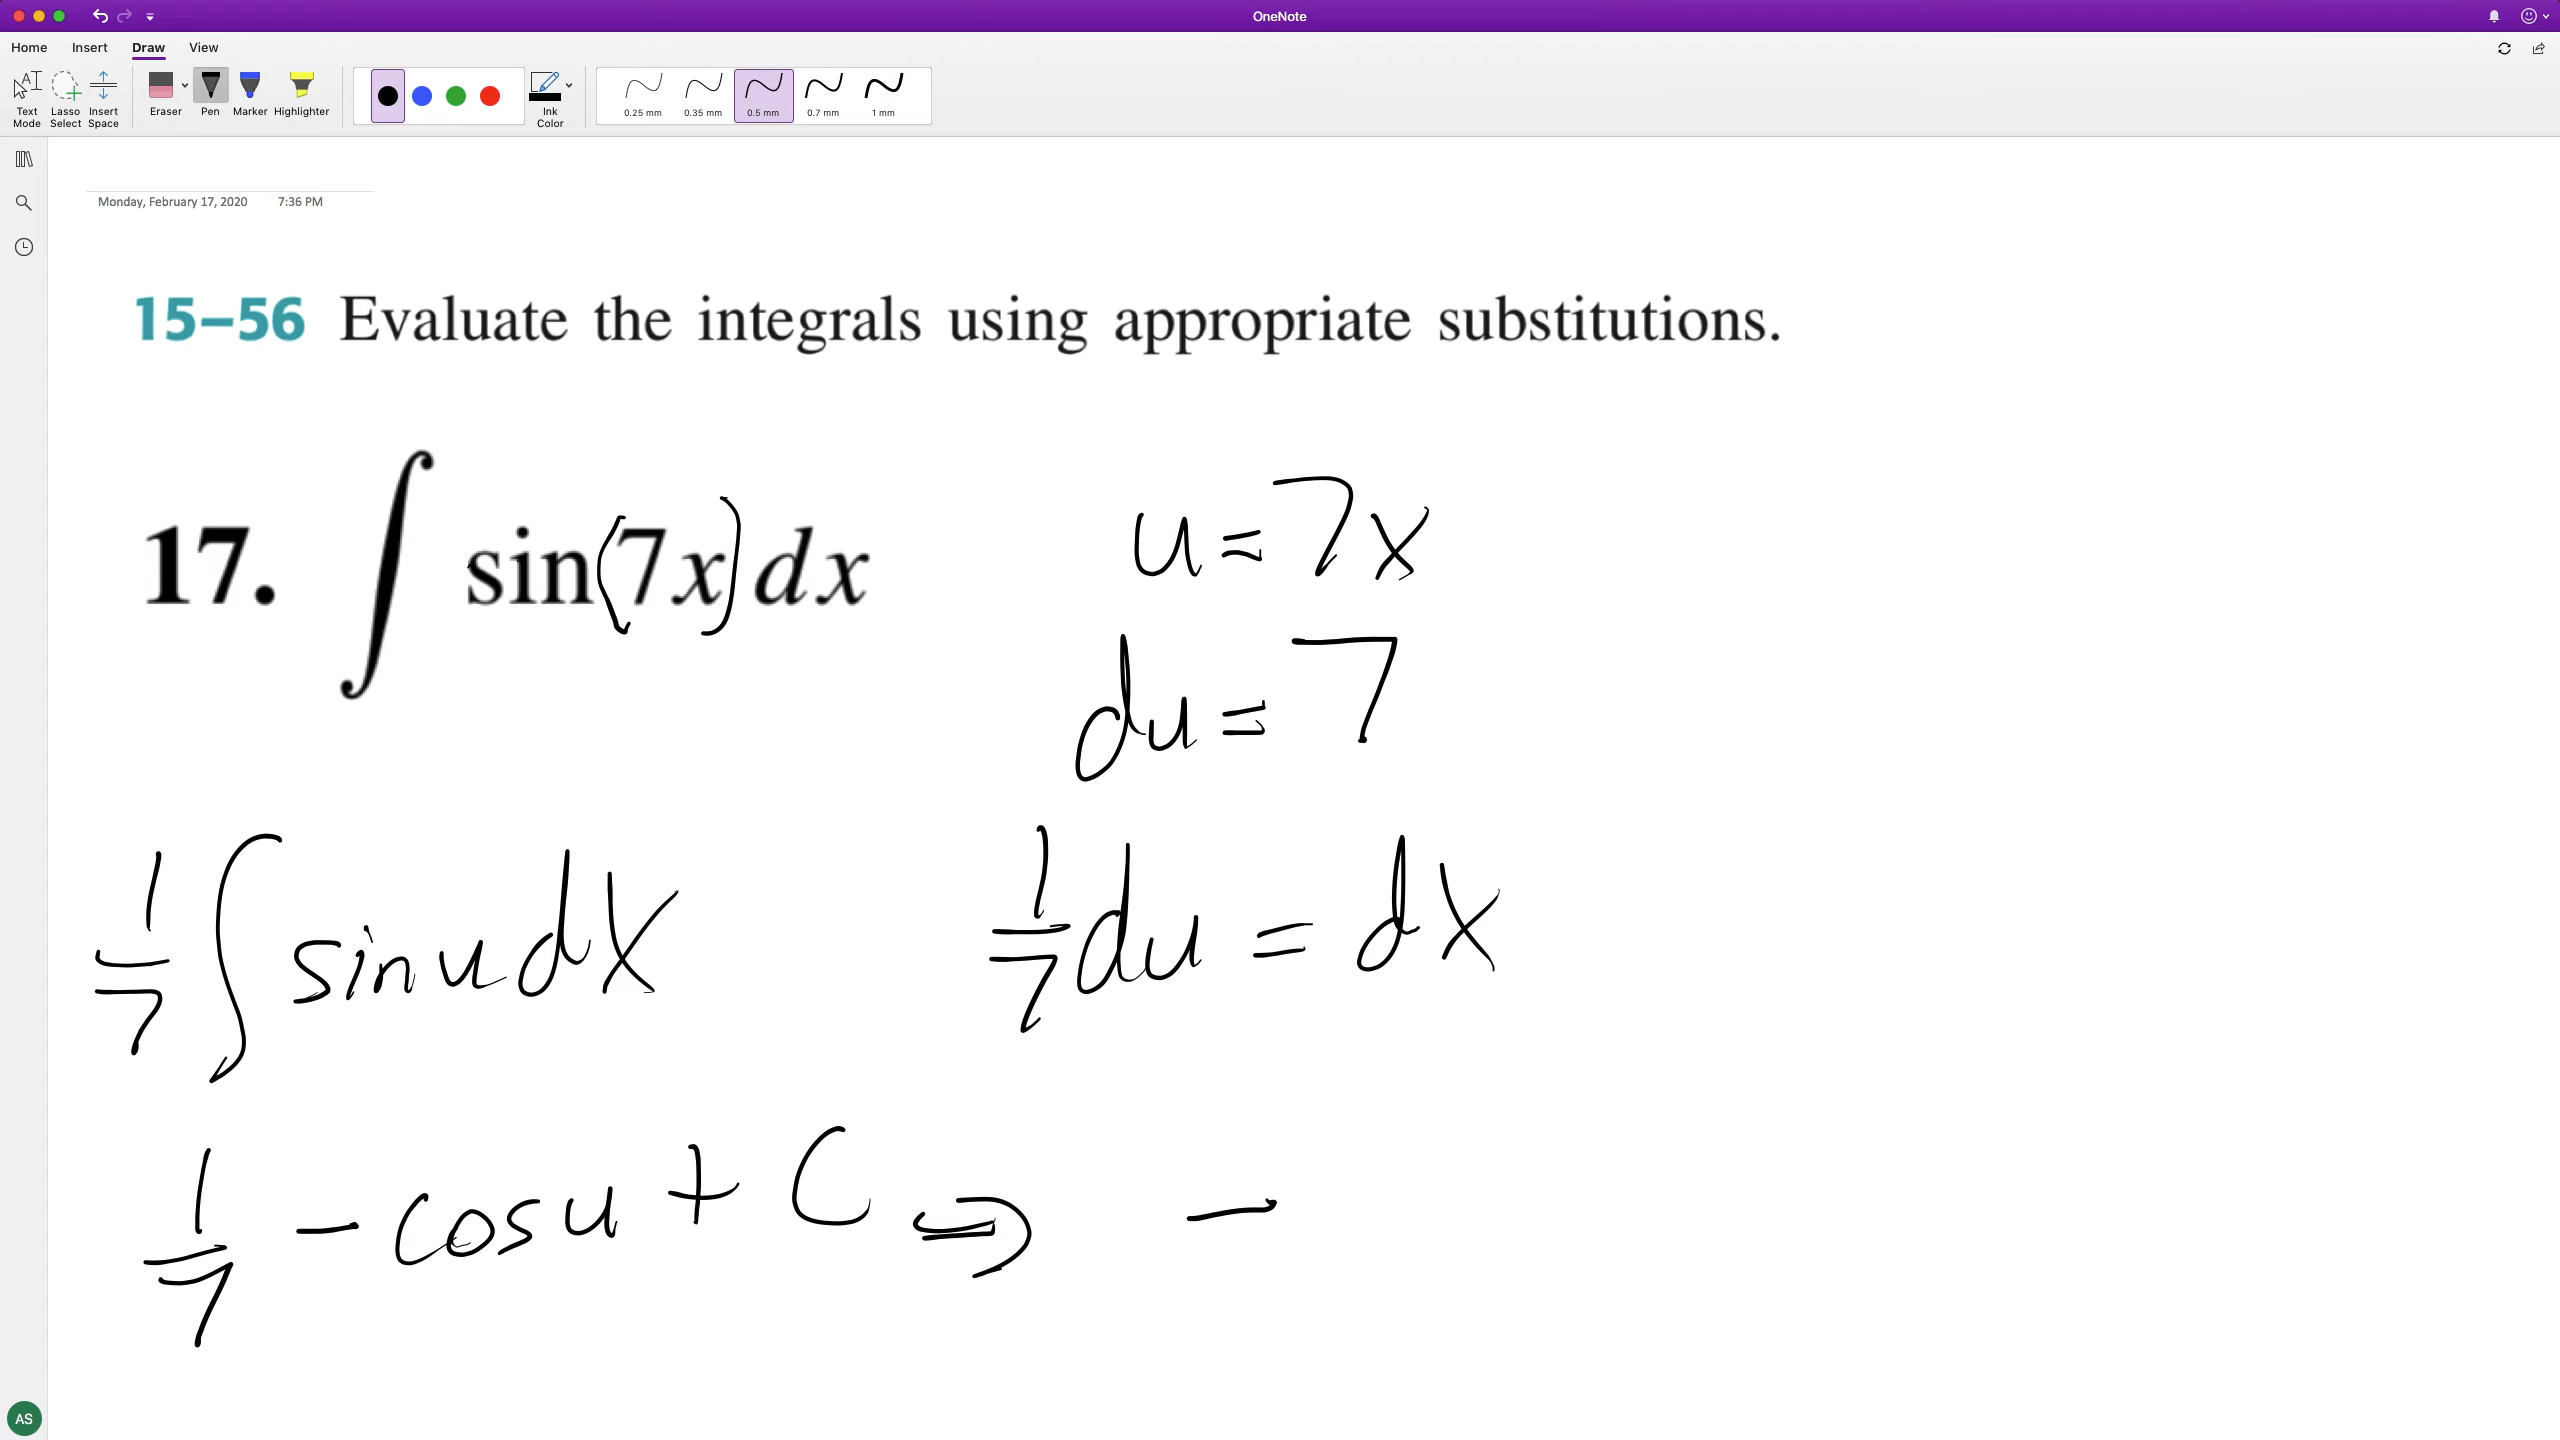 OneNote
Home Insert Draw View
Text Mode Lasso Select Insert Space Eraser Pen Marker Highlighter Ink Color 0.25 mm 0.35 mm 0.5 mm 0.7 mm 1 mm
Monday, February 17, 2020 7:36 PM
15–56 Evaluate the integrals using appropriate substitutions.
17. ∫ sin(7x) dx
u = 7x
du = 7
1/7 ∫ sin u dx
1/7 du = dx
1/7 - cos u + C ⇒ -
AS